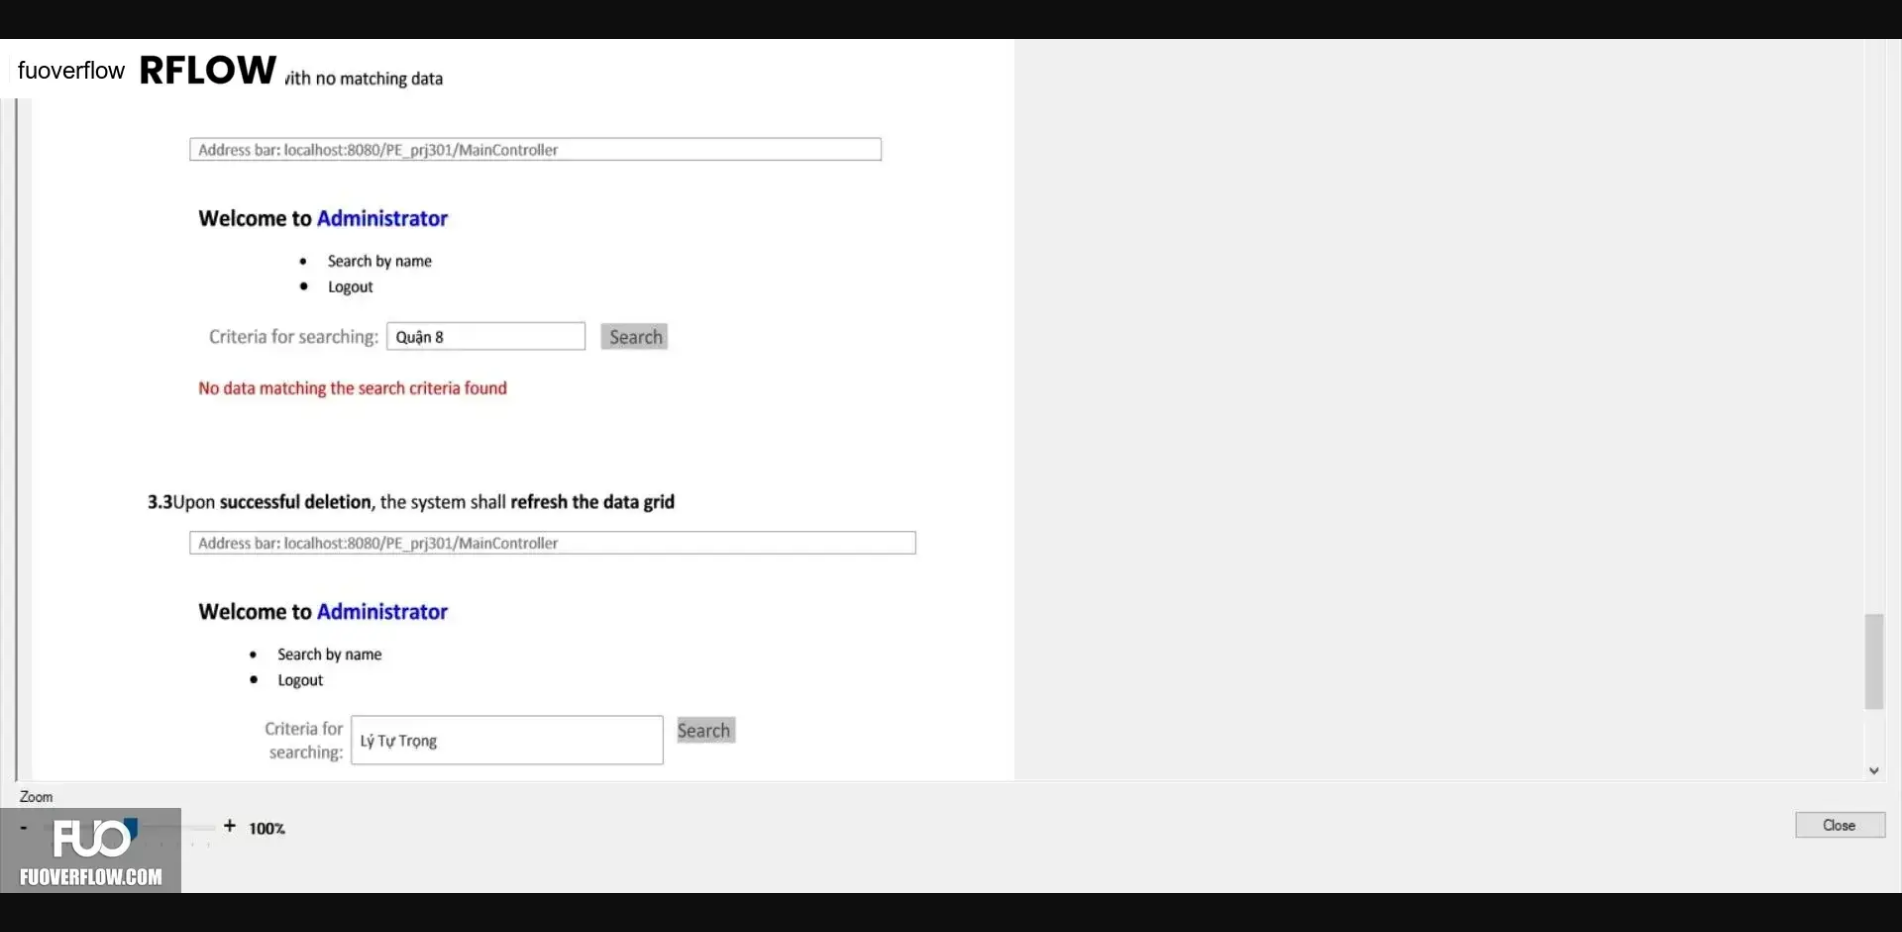 fuoverflow RFLOW ith no matching data
Address bar: localhost:8080/PE_prj301/MainController
Welcome to Administrator
• Search by name
• Logout
Criteria for searching: Quận 8 Search
No data matching the search criteria found
3.3Upon successful deletion, the system shall refresh the data grid
Address bar: localhost:8080/PE_prj301/MainController
Welcome to Administrator
• Search by name
• Logout
Criteria for searching: Lý Tự Trọng Search
Zoom
- + 100%
Close
FUO
FUOVERFLOW.COM